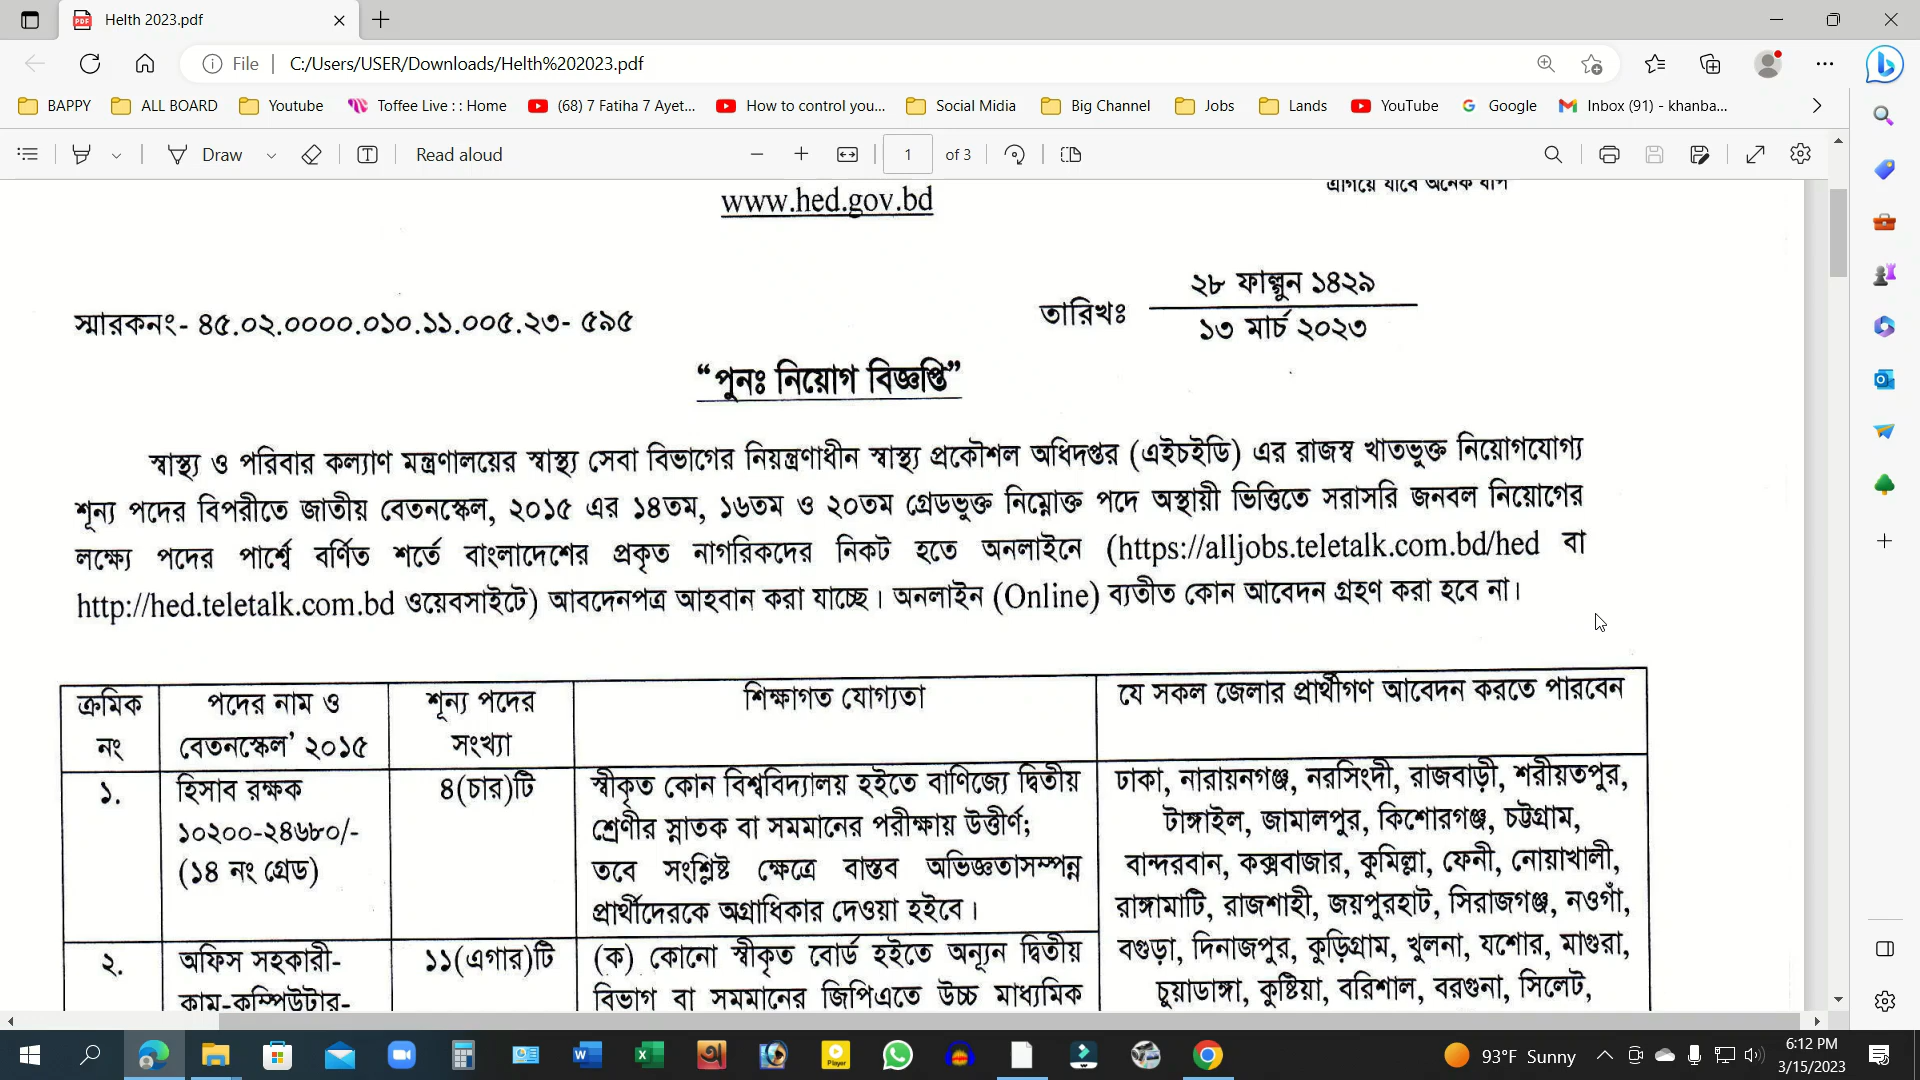 Helth 2023.pdf
File
C:/Users/USER/Downloads/Helth%202023.pdf
BAPPY
ALL BOARD
Youtube
Toffee Live : : Home
(68) 7 Fatiha 7 Ayet...
How to control you...
Social Midia
Big Channel
Jobs
Lands
YouTube
Google
Inbox (91) - khanba...
Draw
Read aloud
1
of 3
www.hed.gov.bd
স্মারকনং- ৪৫.০২.০০০০.০১০.১১.০০৫.২৩- ৫৯৫
তারিখঃ
২৮ ফাল্গুন ১৪২৯
১৩ মার্চ ২০২৩
“পুনঃ নিয়োগ বিজ্ঞপ্তি”
স্বাস্থ্য ও পরিবার কল্যাণ মন্ত্রণালয়ের স্বাস্থ্য সেবা বিভাগের নিয়ন্ত্রণাধীন স্বাস্থ্য প্রকৌশল অধিদপ্তর (এইচইডি) এর রাজস্ব খাতভুক্ত নিয়োগযোগ্য
শূন্য পদের বিপরীতে জাতীয় বেতনস্কেল, ২০১৫ এর ১৪তম, ১৬তম ও ২০তম গ্রেডভুক্ত নিম্নোক্ত পদে অস্থায়ী ভিত্তিতে সরাসরি জনবল নিয়োগের
লক্ষ্যে পদের পার্শ্বে বর্ণিত শর্তে বাংলাদেশের প্রকৃত নাগরিকদের নিকট হতে অনলাইনে (https://alljobs.teletalk.com.bd/hed বা
http://hed.teletalk.com.bd ওয়েবসাইটে) আবদেনপত্র আহবান করা যাচ্ছে। অনলাইন (Online) ব্যতীত কোন আবেদন গ্রহণ করা হবে না।
ক্রমিক
নং
পদের নাম ও
বেতনস্কেল' ২০১৫
শূন্য পদের
সংখ্যা
শিক্ষাগত যোগ্যতা
যে সকল জেলার প্রার্থীগণ আবেদন করতে পারবেন
১.
হিসাব রক্ষক
১০২০০-২৪৬৮০/-
(১৪ নং গ্রেড)
৪(চার)টি
স্বীকৃত কোন বিশ্ববিদ্যালয় হইতে বাণিজ্যে দ্বিতীয়
শ্রেণীর স্নাতক বা সমমানের পরীক্ষায় উত্তীর্ণ;
তবে সংশ্লিষ্ট ক্ষেত্রে বাস্তব অভিজ্ঞতাসম্পন্ন
প্রার্থীদেরকে অগ্রাধিকার দেওয়া হইবে।
ঢাকা, নারায়নগঞ্জ, নরসিংদী, রাজবাড়ী, শরীয়তপুর,
টাঙ্গাইল, জামালপুর, কিশোরগঞ্জ, চট্টগ্রাম,
বান্দরবান, কক্সবাজার, কুমিল্লা, ফেনী, নোয়াখালী,
রাঙ্গামাটি, রাজশাহী, জয়পুরহাট, সিরাজগঞ্জ, নওগাঁ,
বগুড়া, দিনাজপুর, কুড়িগ্রাম, খুলনা, যশোর, মাগুরা,
চুয়াডাঙ্গা, কুষ্টিয়া, বরিশাল, বরগুনা, সিলেট,
২.
অফিস সহকারী-
কাম-কম্পিউটার-
১১(এগার)টি
(ক) কোনো স্বীকৃত বোর্ড হইতে অন্যূন দ্বিতীয়
বিভাগ বা সমমানের জিপিএতে উচ্চ মাধ্যমিক
93°F Sunny
6:12 PM
3/15/2023